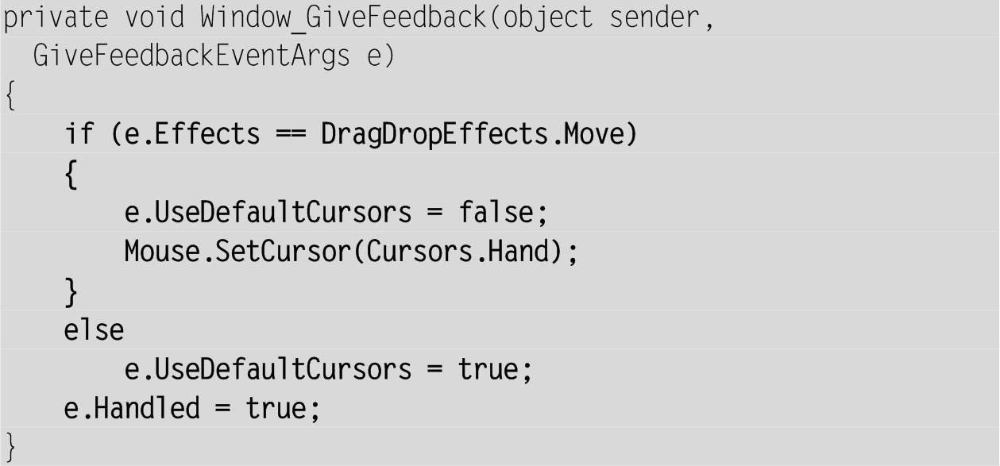 private void Window_GiveFeedback(object sender,
  GiveFeedbackEventArgs e)
{
    if (e.Effects == DragDropEffects.Move)
    {
        e.UseDefaultCursors = false;
        Mouse.SetCursor(Cursors.Hand);
    }
    else
        e.UseDefaultCursors = true;
    e.Handled = true;
}